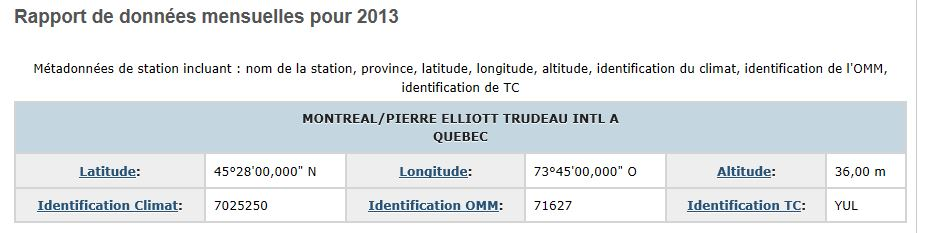 Rapport de données mensuelles pour 2013
Métadonnées de station incluant : nom de la station, province, latitude, longitude, altitude, identification du climat, identification de l'OMM,
identification de TC
MONTREAL/PIERRE ELLIOTT TRUDEAU INTL A
QUEBEC
Latitude: 45°28'00,000" N Longitude: 73°45'00,000" O Altitude: 36,00 m
Identification Climat: 7025250 Identification OMM: 71627 Identification TC: YUL